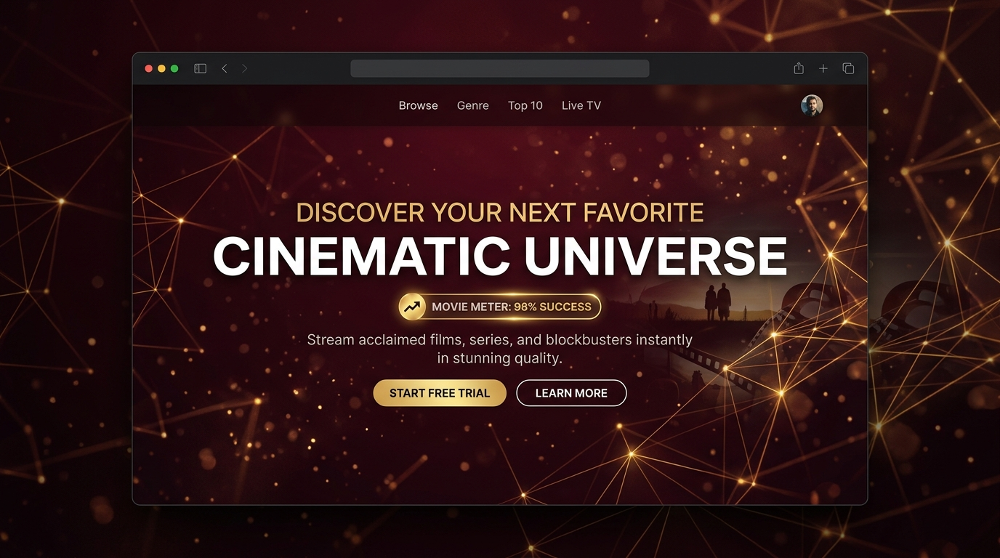 Browse Genre Top 10 Live TV
DISCOVER YOUR NEXT FAVORITE
CINEMATIC UNIVERSE
MOVIE METER: 98% SUCCESS
Stream acclaimed films, series, and blockbusters instantly
in stunning quality.
START FREE TRIAL LEARN MORE